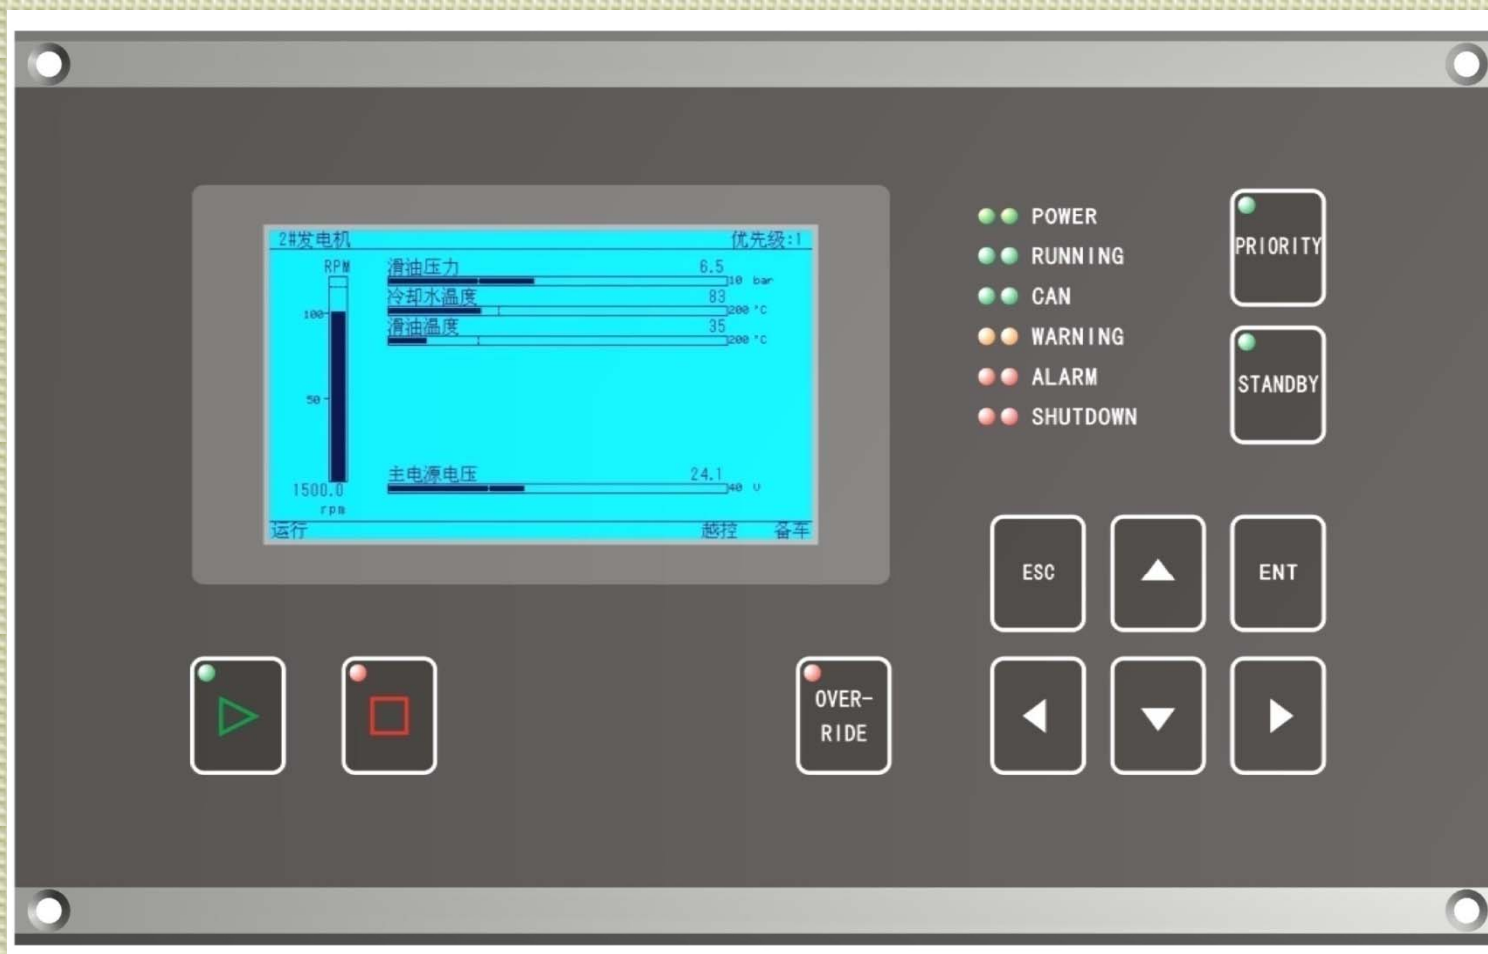 2#发电机 优先级:1
RPM
滑油压力 6.5
10 bar
冷却水温度 83
200 °C
滑油温度 35
200 °C
100
50
主电源电压 24.1
40 V
1500.0
rpm
运行 越控 备车
POWER
RUNNING
CAN
WARNING
ALARM
SHUTDOWN
PRIORITY
STANDBY
ESC
ENT
OVER-
RIDE